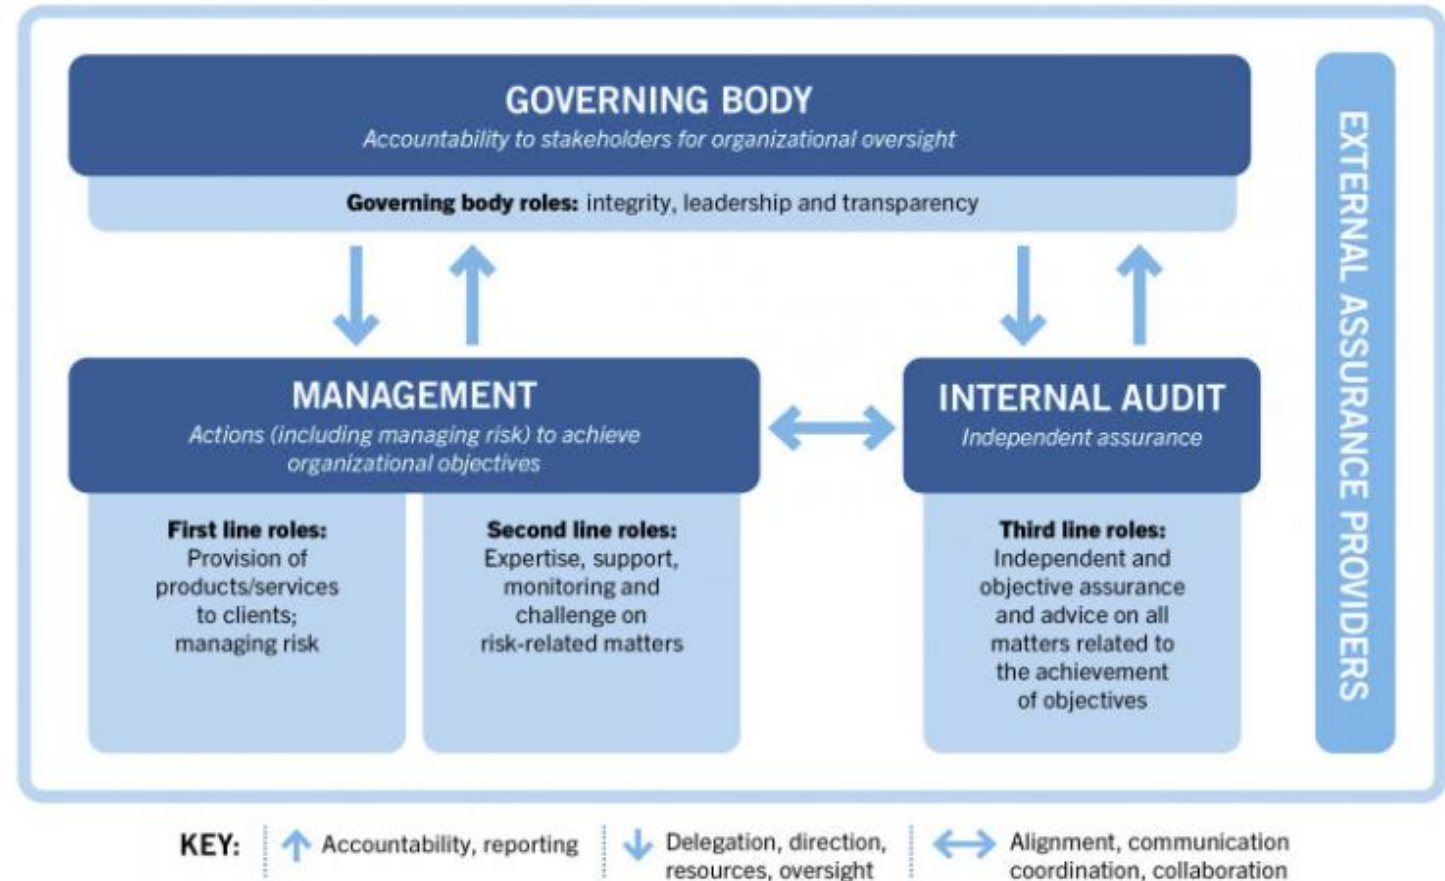 GOVERNING BODY
Accountability to stakeholders for organizational oversight
Governing body roles: integrity, leadership and transparency
MANAGEMENT
Actions (including managing risk) to achieve
organizational objectives
First line roles:
Provision of
products/services
to clients;
managing risk
Second line roles:
Expertise, support,
monitoring and
challenge on
risk-related matters
INTERNAL AUDIT
Independent assurance
Third line roles:
Independent and
objective assurance
and advice on all
matters related to
the achievement
of objectives
EXTERNAL ASSURANCE PROVIDERS
KEY:
Accountability, reporting
Delegation, direction,
resources, oversight
Alignment, communication
coordination, collaboration